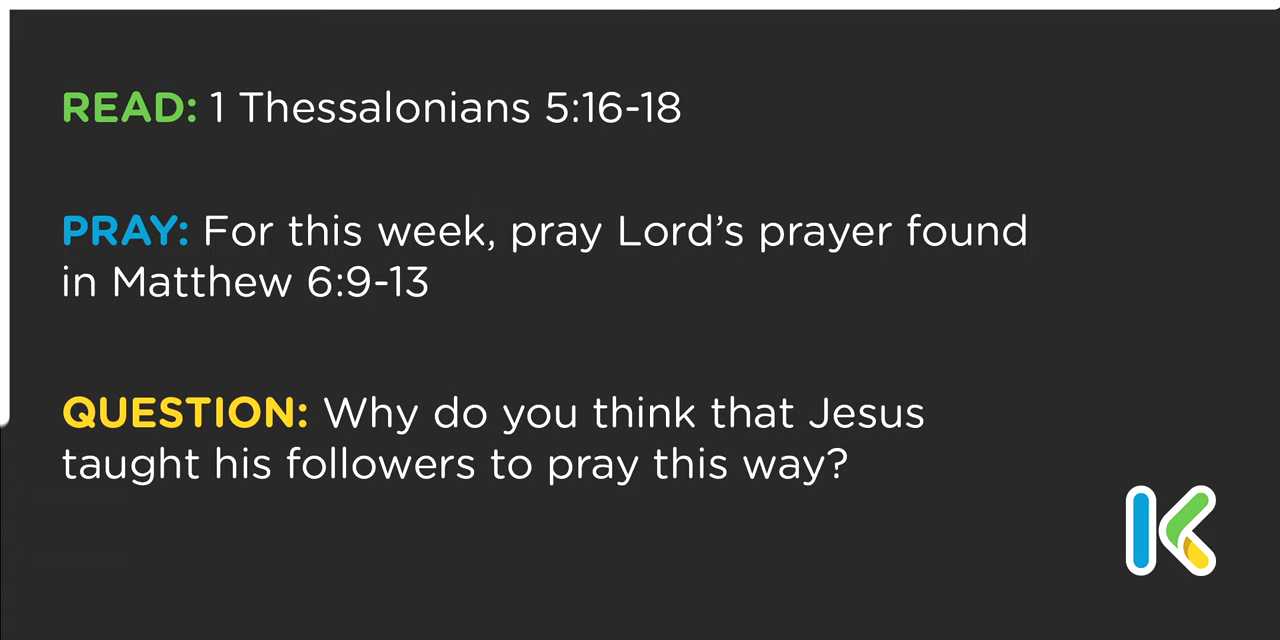 READ: 1 Thessalonians 5:16-18
PRAY: For this week, pray Lord’s prayer found
in Matthew 6:9-13
QUESTION: Why do you think that Jesus
taught his followers to pray this way?
K